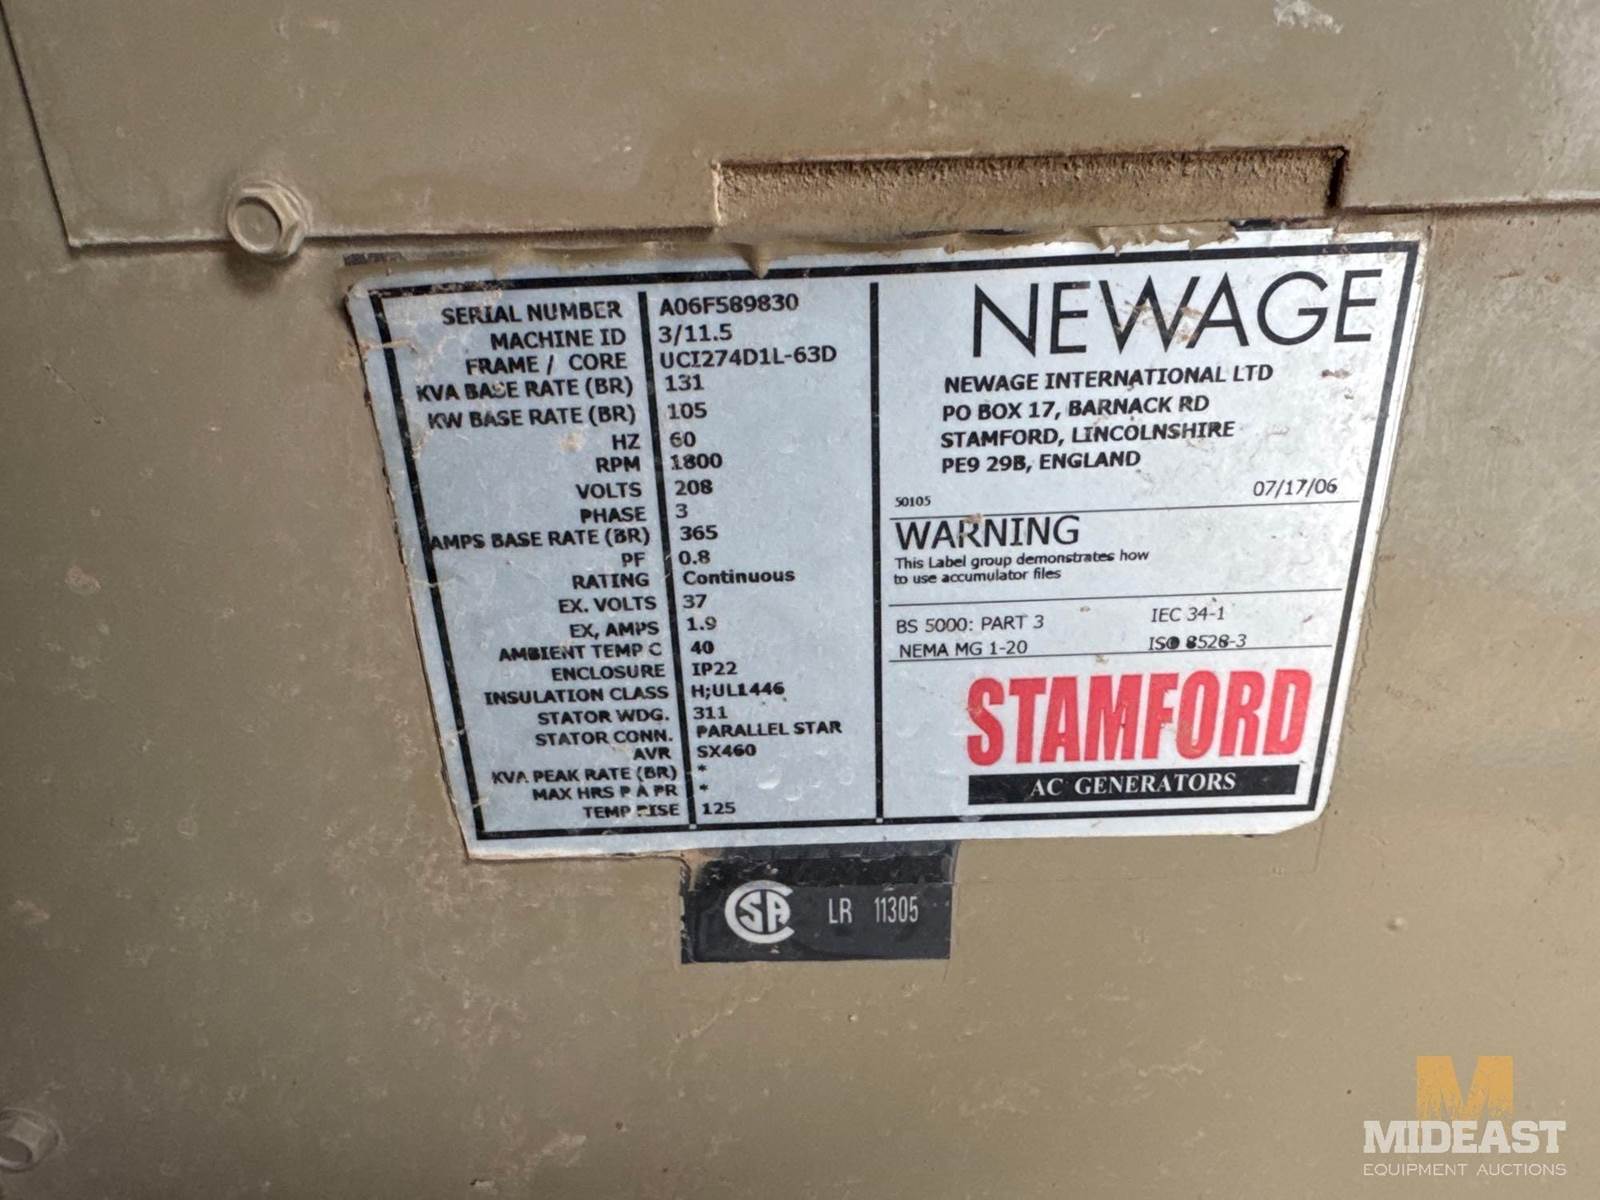 SERIAL NUMBER A06F589830
MACHINE ID 3/11.5
FRAME / CORE UCI274D1L-63D
KVA BASE RATE (BR) 131
KW BASE RATE (BR) 105
HZ 60
RPM 1800
VOLTS 208
PHASE 3
AMPS BASE RATE (BR) 365
PF 0.8
RATING Continuous
EX. VOLTS 37
EX, AMPS 1.9
AMBIENT TEMP C 40
ENCLOSURE IP22
INSULATION CLASS H;UL1446
STATOR WDG. 311
STATOR CONN. PARALLEL STAR
AVR SX460
KVA PEAK RATE (BR) *
MAX HRS P A PR *
TEMP RISE 125
NEWAGE
NEWAGE INTERNATIONAL LTD
PO BOX 17, BARNACK RD
STAMFORD, LINCOLNSHIRE
PE9 29B, ENGLAND
50105 07/17/06
WARNING
This Label group demonstrates how
to use accumulator files
BS 5000: PART 3 IEC 34-1
NEMA MG 1-20 ISO 8528-3
STAMFORD
AC GENERATORS
CSA LR 11305
M
MIDEAST
EQUIPMENT AUCTIONS